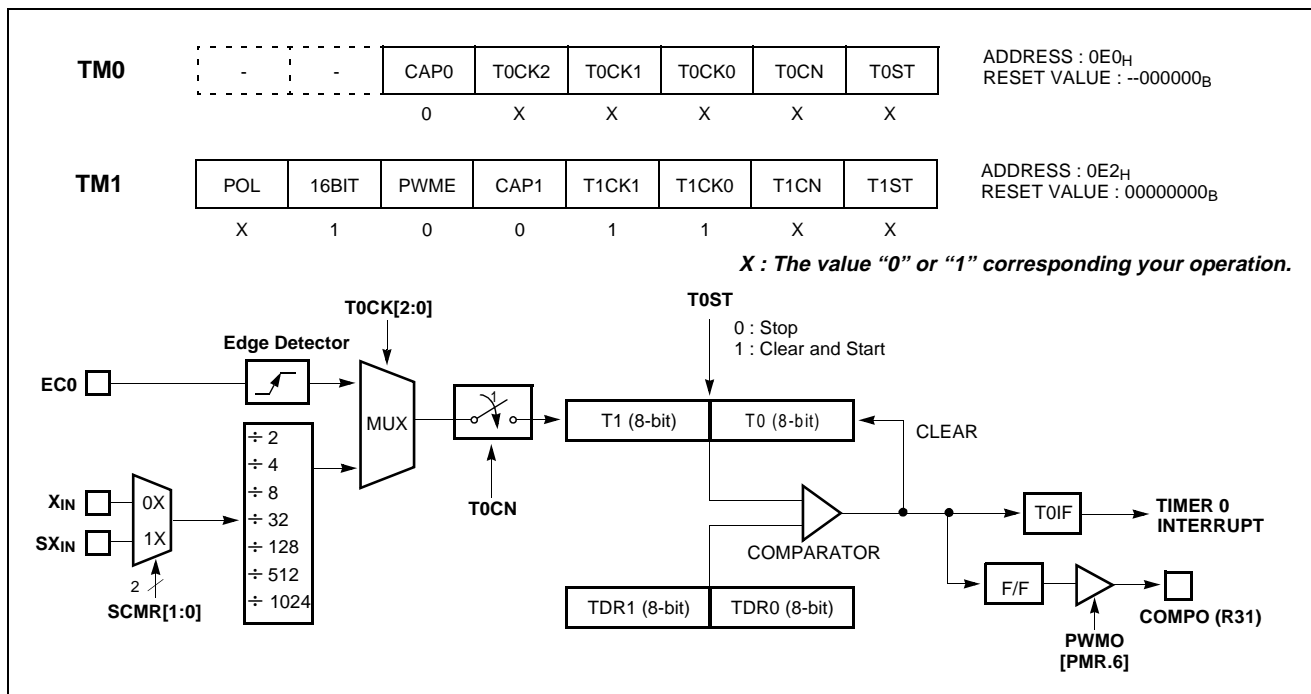 TM0
- - CAP0 T0CK2 T0CK1 T0CK0 T0CN T0ST
ADDRESS : 0E0H
RESET VALUE : --000000B
0 X X X X X
TM1
POL 16BIT PWME CAP1 T1CK1 T1CK0 T1CN T1ST
ADDRESS : 0E2H
RESET VALUE : 00000000B
X 1 0 0 1 1 X X
X : The value “0” or “1” corresponding your operation.
T0CK[2:0]
T0ST
0 : Stop
1 : Clear and Start
Edge Detector
EC0
MUX
1
T0CN
T1 (8-bit)
T0 (8-bit)
CLEAR
÷ 2
÷ 4
÷ 8
÷ 32
÷ 128
÷ 512
÷ 1024
XIN
SXIN
0X
1X
2
SCMR[1:0]
COMPARATOR
T0IF
TIMER 0
INTERRUPT
TDR1 (8-bit)
TDR0 (8-bit)
F/F
COMPO (R31)
PWMO
[PMR.6]